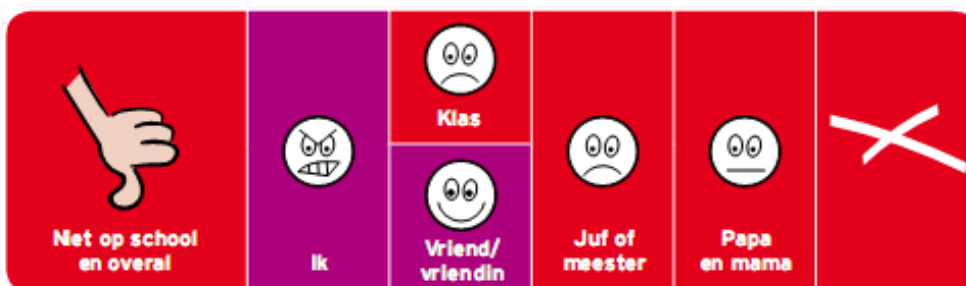 Niet op school
en overal
Ik
Klas
Vriend/
vriendin
Juf of
meester
Papa
en mama